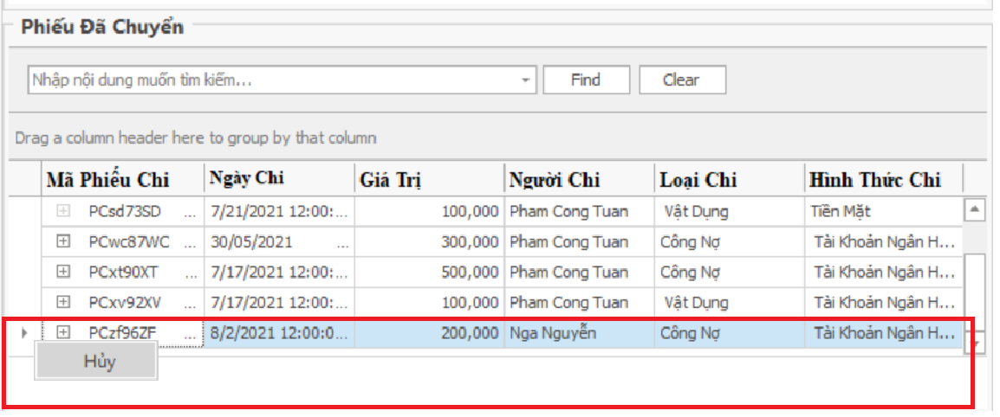 Phiếu Đã Chuyển
Nhập nội dung muốn tìm kiếm... Find Clear
Drag a column header here to group by that column
Mã Phiếu Chi Ngày Chi Giá Trị Người Chi Loại Chi Hình Thức Chi
PCsd73SD ... 7/21/2021 12:00:... 100,000 Pham Cong Tuan Vật Dụng Tiền Mặt
PCwc87WC ... 30/05/2021 ... 300,000 Pham Cong Tuan Công Nợ Tài Khoản Ngân H...
PCxt90XT ... 7/17/2021 12:00:... 500,000 Pham Cong Tuan Công Nợ Tài Khoản Ngân H...
PCxv92XV ... 7/17/2021 12:00:... 100,000 Pham Cong Tuan Vật Dụng Tài Khoản Ngân H...
PCzf96ZF ... 8/2/2021 12:00:0... 200,000 Nga Nguyễn Công Nợ Tài Khoản Ngân H...
Hủy